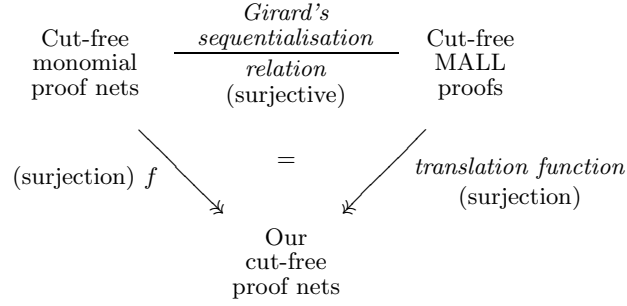 Girard's
Cut-free sequentialisation Cut-free
monomial relation MALL
proof nets (surjective) proofs
(surjection) f = translation function
(surjection)
Our
cut-free
proof nets